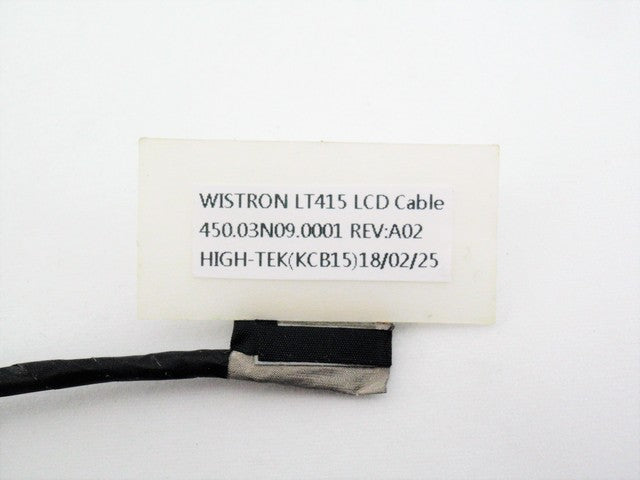 WISTRON LT415 LCD Cable
450.03N09.0001 REV:A02
HIGH-TEK(KCB15)18/02/25